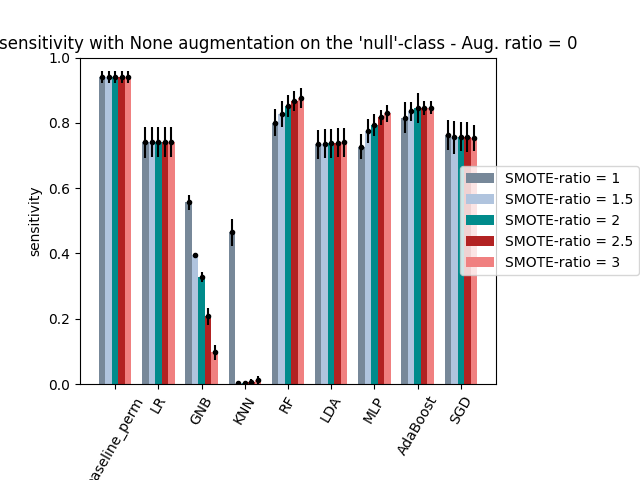 sensitivity with None augmentation on the 'null'-class - Aug. ratio = 0
1.0
0.8
0.6
0.4
0.2
0.0
sensitivity
SMOTE-ratio = 1
SMOTE-ratio = 1.5
SMOTE-ratio = 2
SMOTE-ratio = 2.5
SMOTE-ratio = 3
aseline_perm
LR
GNB
KNN
RF
LDA
MLP
AdaBoost
SGD